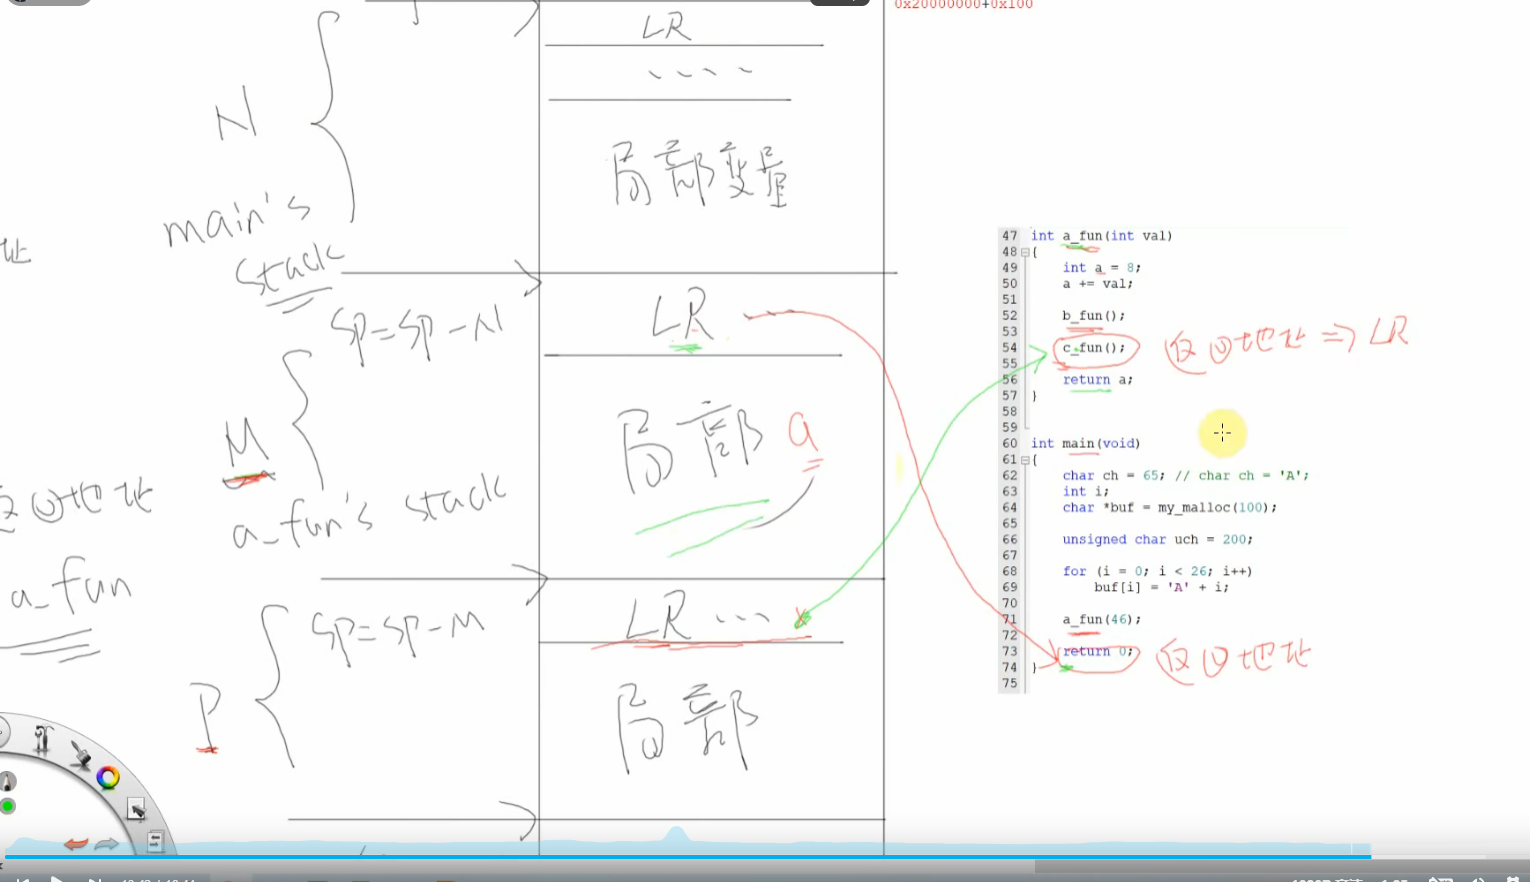 0x20000000+0x100
LR
....
N
局部变量
main's
stack
址
SP=SP-N
LR
M
局部 a
返回地址
a_fun's stack
a_fun
SP=SP-M
LR ...
P
局部
47 int a_fun(int val)
48 {
49 int a = 8;
50 a += val;
51
52 b_fun();
53
54 c_fun();
返回地址 => LR
55
56 return a;
57 }
58
59
60 int main(void)
61 {
62 char ch = 65; // char ch = 'A';
63 int i;
64 char *buf = my_malloc(100);
65
66 unsigned char uch = 200;
67
68 for (i = 0; i < 26; i++)
69 buf[i] = 'A' + i;
70
71 a_fun(46);
72
73 return 0;
返回地址
74 }
75